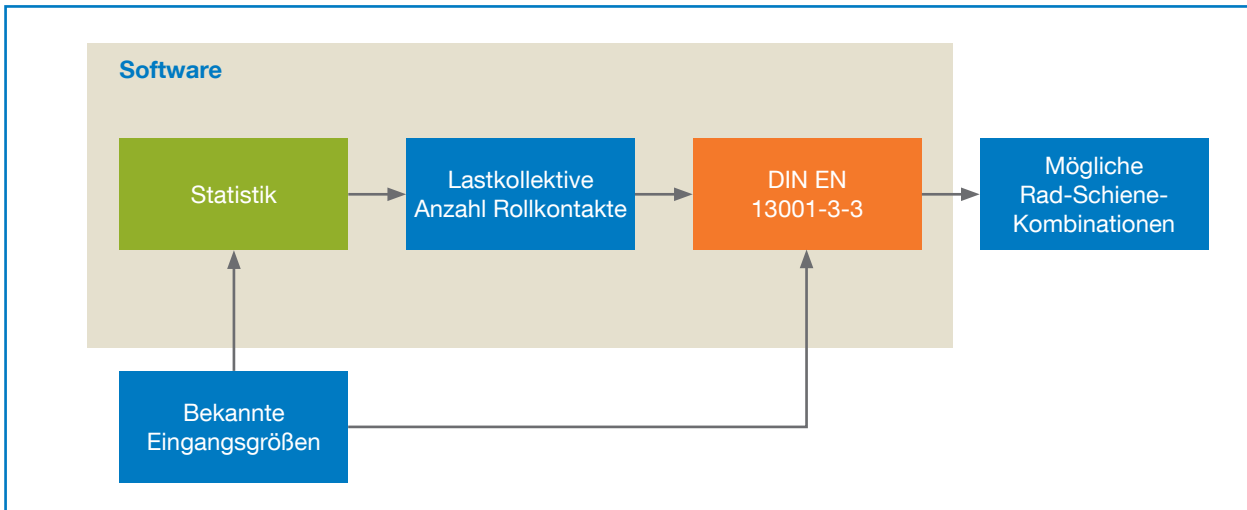 Software
Statistik
Lastkollektive
Anzahl Rollkontakte
DIN EN
13001-3-3
Mögliche
Rad-Schiene-
Kombinationen
Bekannte
Eingangsgrößen